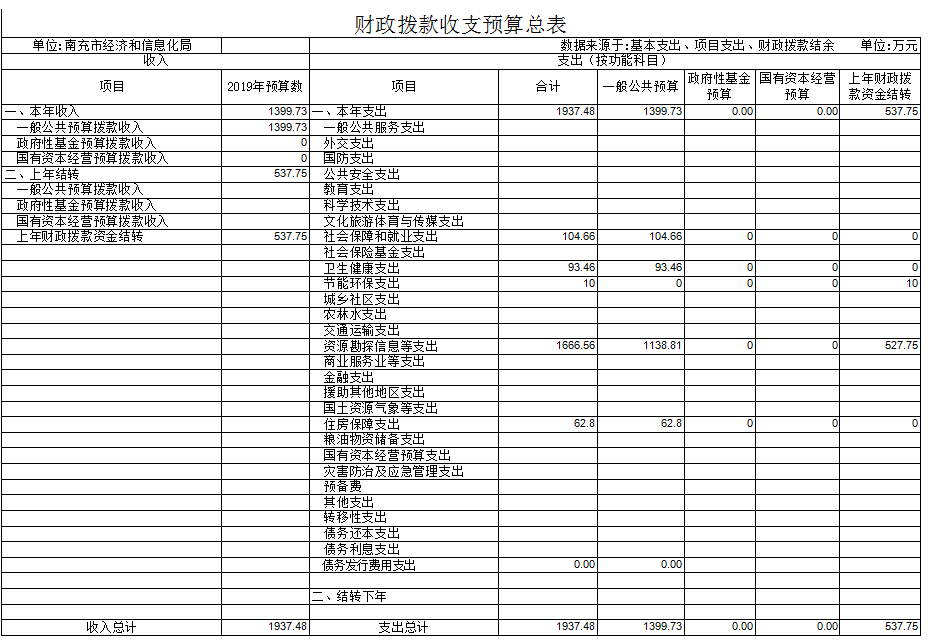 财政拨款收支预算总表
单位:南充市经济和信息化局 数据来源于:基本支出、项目支出、财政拨款结余 单位:万元
收入 支出（按功能科目）
项目 2019年预算数 项目 合计 一般公共预算 政府性基金预算 国有资本经营预算 上年财政拨款资金结转
一、本年收入 1399.73 一、本年支出 1937.48 1399.73 0.00 0.00 537.75
一般公共预算拨款收入 1399.73 一般公共服务支出
政府性基金预算拨款收入 0 外交支出
国有资本经营预算拨款收入 0 国防支出
二、上年结转 537.75 公共安全支出
一般公共预算拨款收入 教育支出
政府性基金预算拨款收入 科学技术支出
国有资本经营预算拨款收入 文化旅游体育与传媒支出
上年财政拨款资金结转 537.75 社会保障和就业支出 104.66 104.66 0 0 0
社会保险基金支出
卫生健康支出 93.46 93.46 0 0 0
节能环保支出 10 0 0 0 10
城乡社区支出
农林水支出
交通运输支出
资源勘探信息等支出 1666.56 1138.81 0 0 527.75
商业服务业等支出
金融支出
援助其他地区支出
国土资源气象等支出
住房保障支出 62.8 62.8 0 0 0
粮油物资储备支出
国有资本经营预算支出
灾害防治及应急管理支出
预备费
其他支出
转移性支出
债务还本支出
债务利息支出
债务发行费用支出 0.00 0.00
二、结转下年
收入总计 1937.48 支出总计 1937.48 1399.73 0.00 0.00 537.75